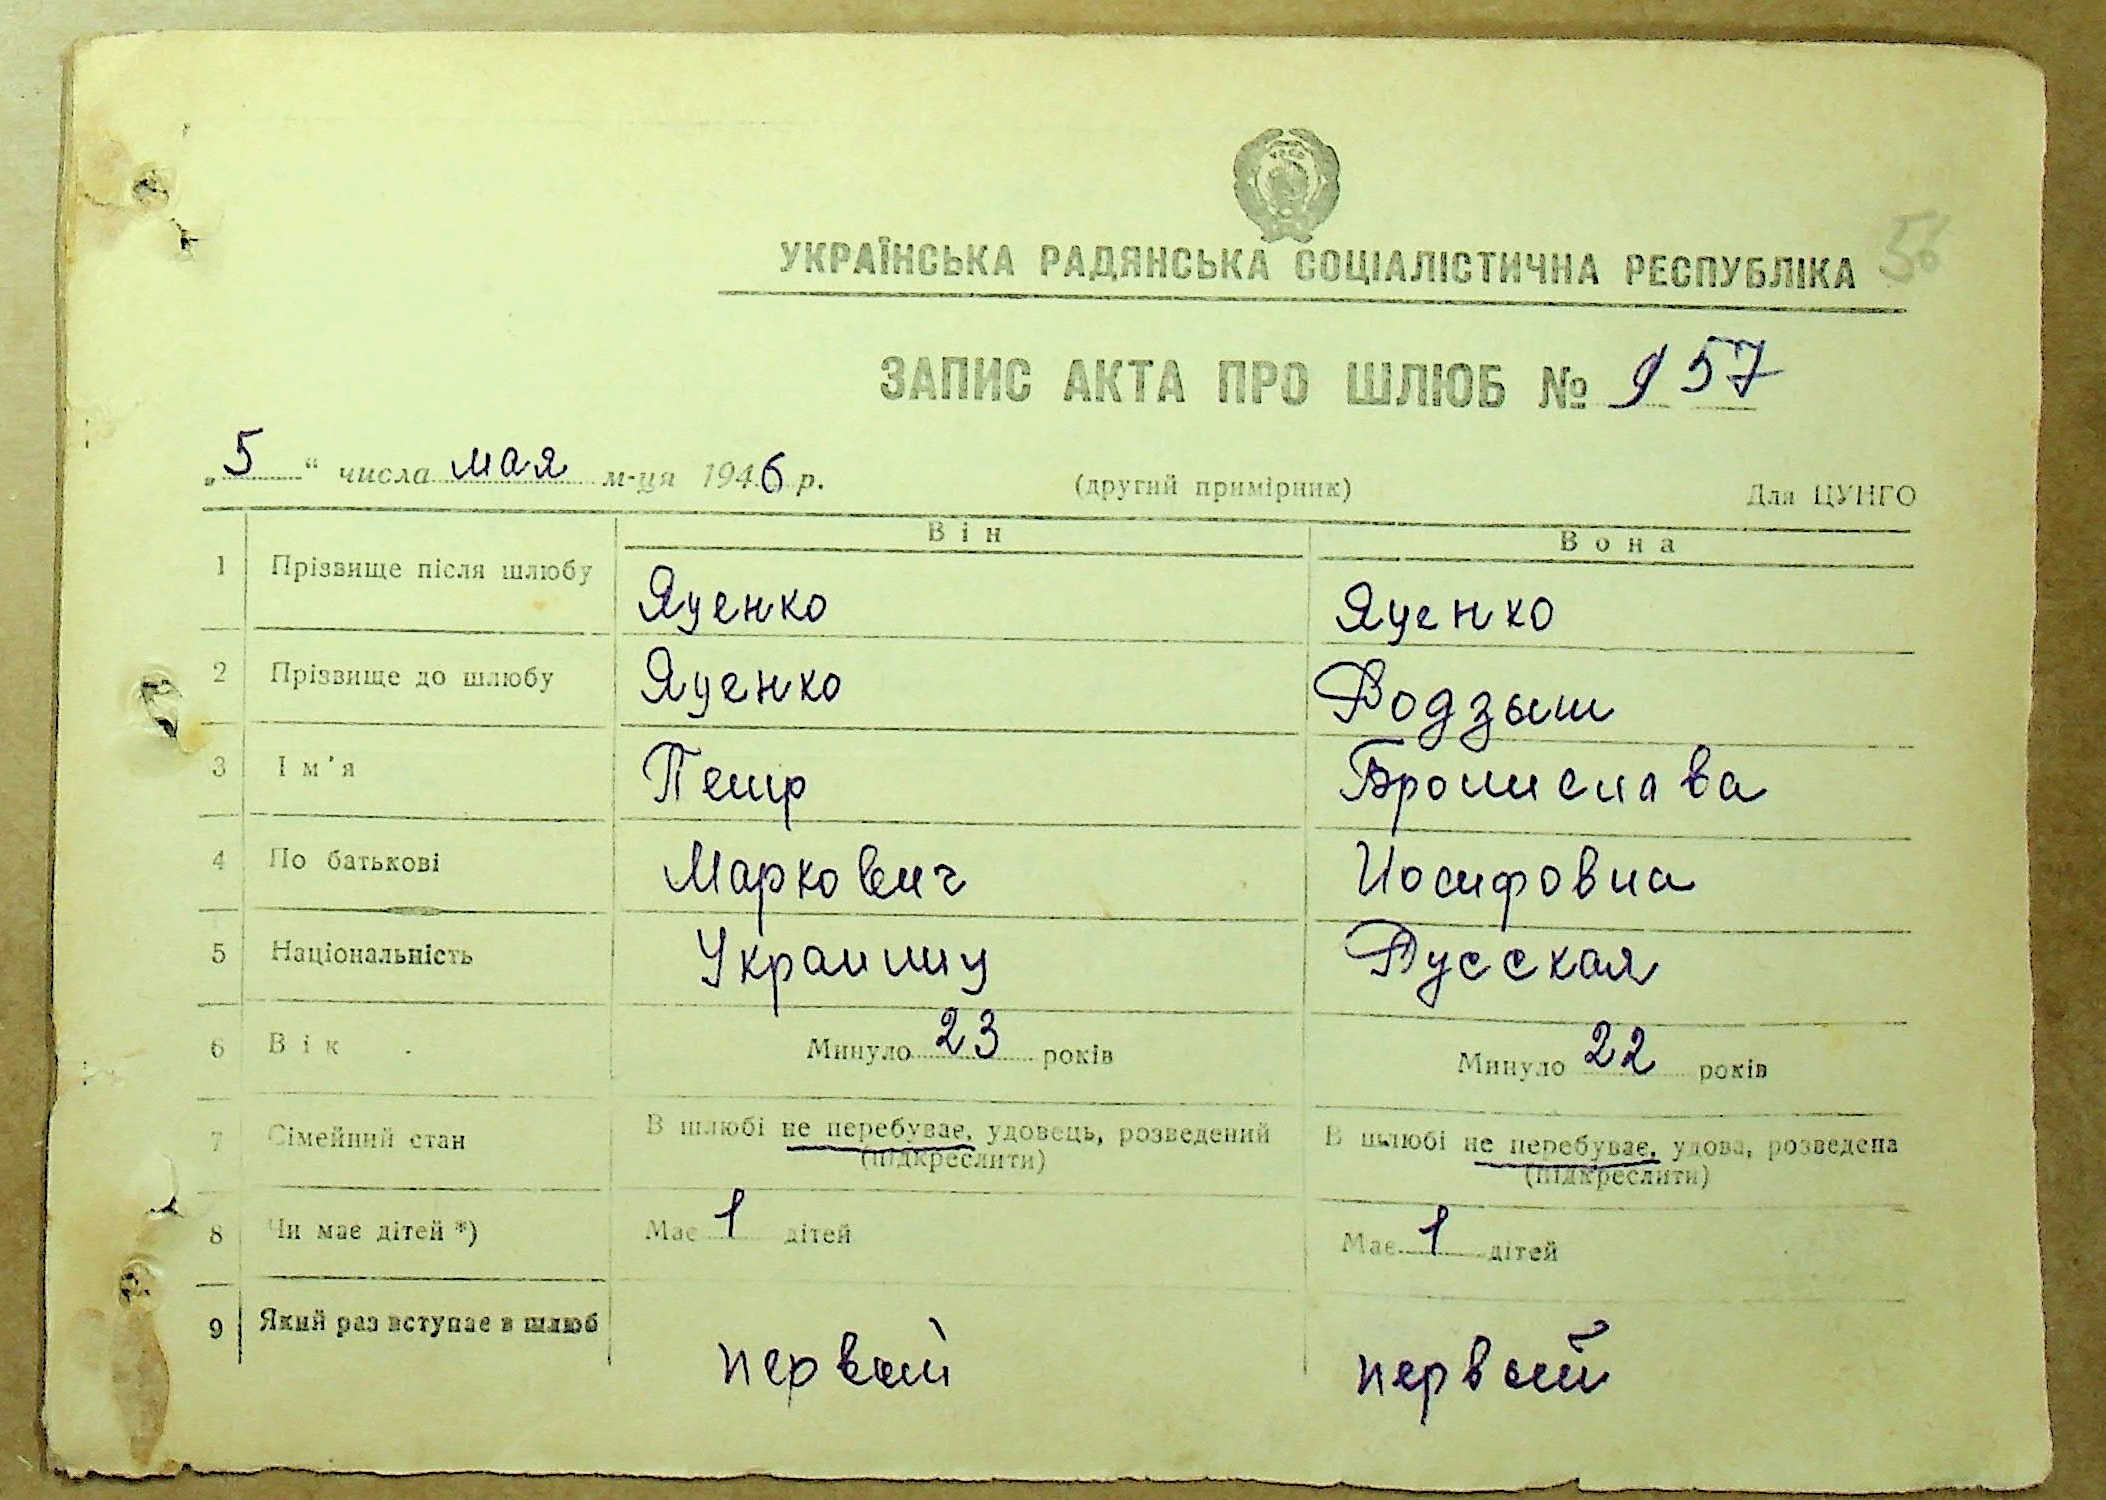 56
УКРАЇНСЬКА РАДЯНСЬКА СОЦІАЛІСТИЧНА РЕСПУБЛІКА
ЗАПИС АКТА ПРО ШЛЮБ № 957
„5“ числа мая м-ця 1946 р. (другий примірник) Для ЦУНГО
Він Вона
1 Прізвище після шлюбу Яценко Яценко
2 Прізвище до шлюбу Яценко Родзыш
3 Ім'я Петр Бронислава
4 По батькові Маркович Иосифовна
5 Національність Украинец Русская
6 Вік Минуло 23 років Минуло 22 років
7 Сімейний стан В шлюбі не перебуває, удовець, розведений В шлюбі не перебуває, удова, розведена
(підкреслити) (підкреслити)
8 Чи має дітей *) Має 1 дітей Має 1 дітей
9 Який раз вступає в шлюб первый первый